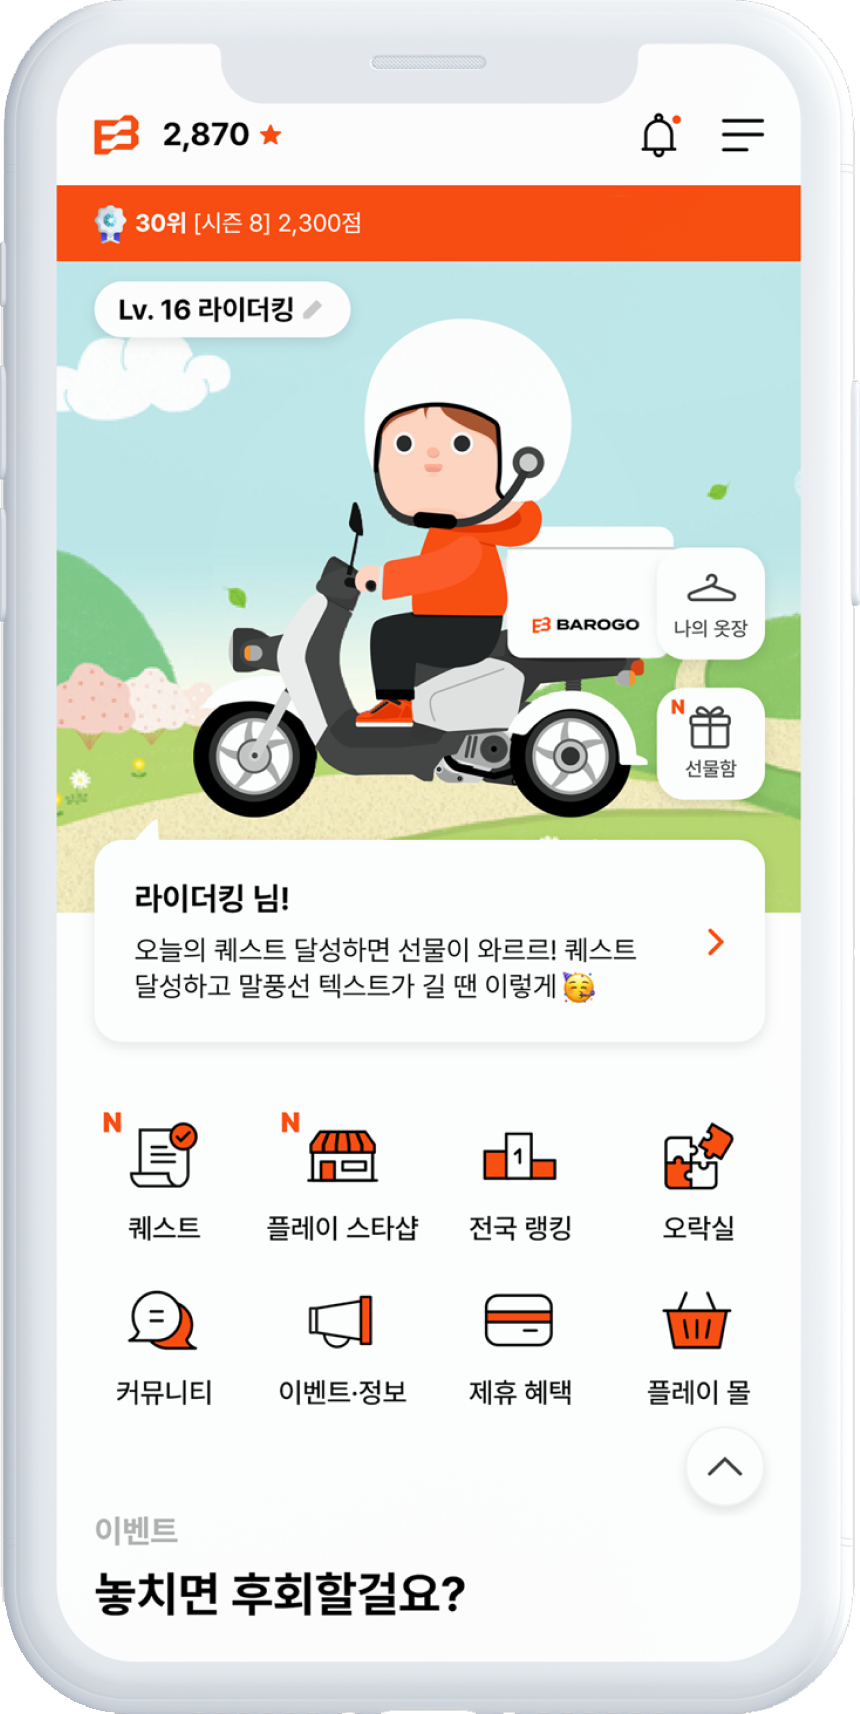 2,870
30위 [시즌 8] 2,300점
Lv. 16 라이더킹
BAROGO
나의 옷장
N
선물함
라이더킹 님!
오늘의 퀘스트 달성하면 선물이 와르르! 퀘스트
달성하고 말풍선 텍스트가 길 땐 이렇게
N N
1
퀘스트 플레이 스타샵 전국 랭킹 오락실
커뮤니티 이벤트·정보 제휴 혜택 플레이 몰
이벤트
놓치면 후회할걸요?